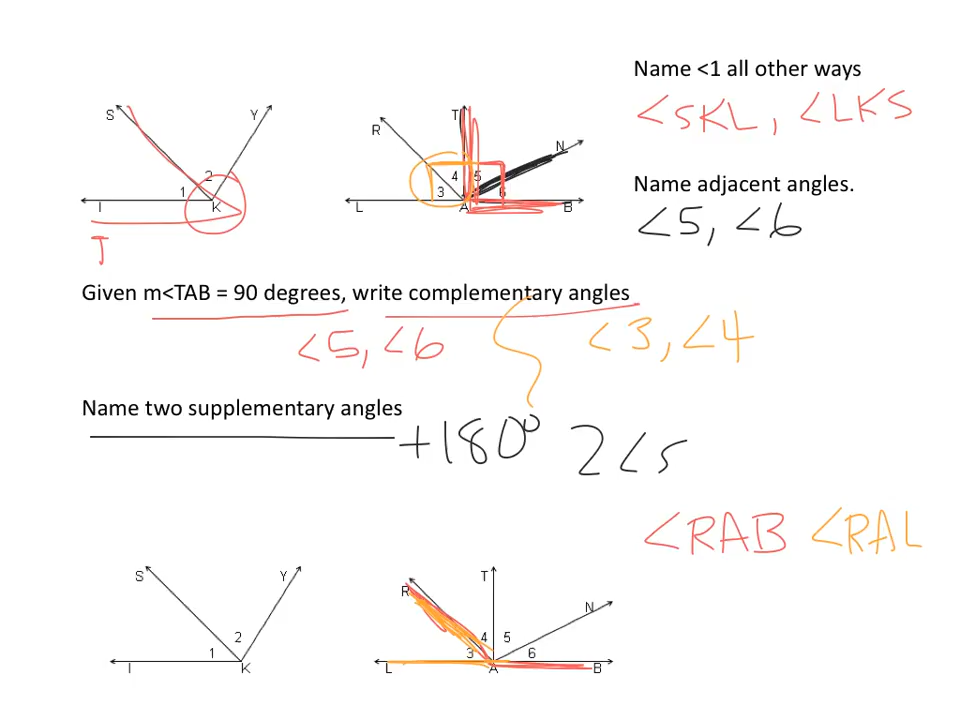 Name <1 all other ways
<SKL, <LKS
S Y
2
1
I K
I
T
R N
4 5
3 6
L A B
Name adjacent angles.
<5, <6
Given m<TAB = 90 degrees, write complementary angles
<5, <6 <3, <4
Name two supplementary angles
+180° 2<s
<RAB <RAL
S Y
2
1
I K
T
R N
4 5
3 6
L A B